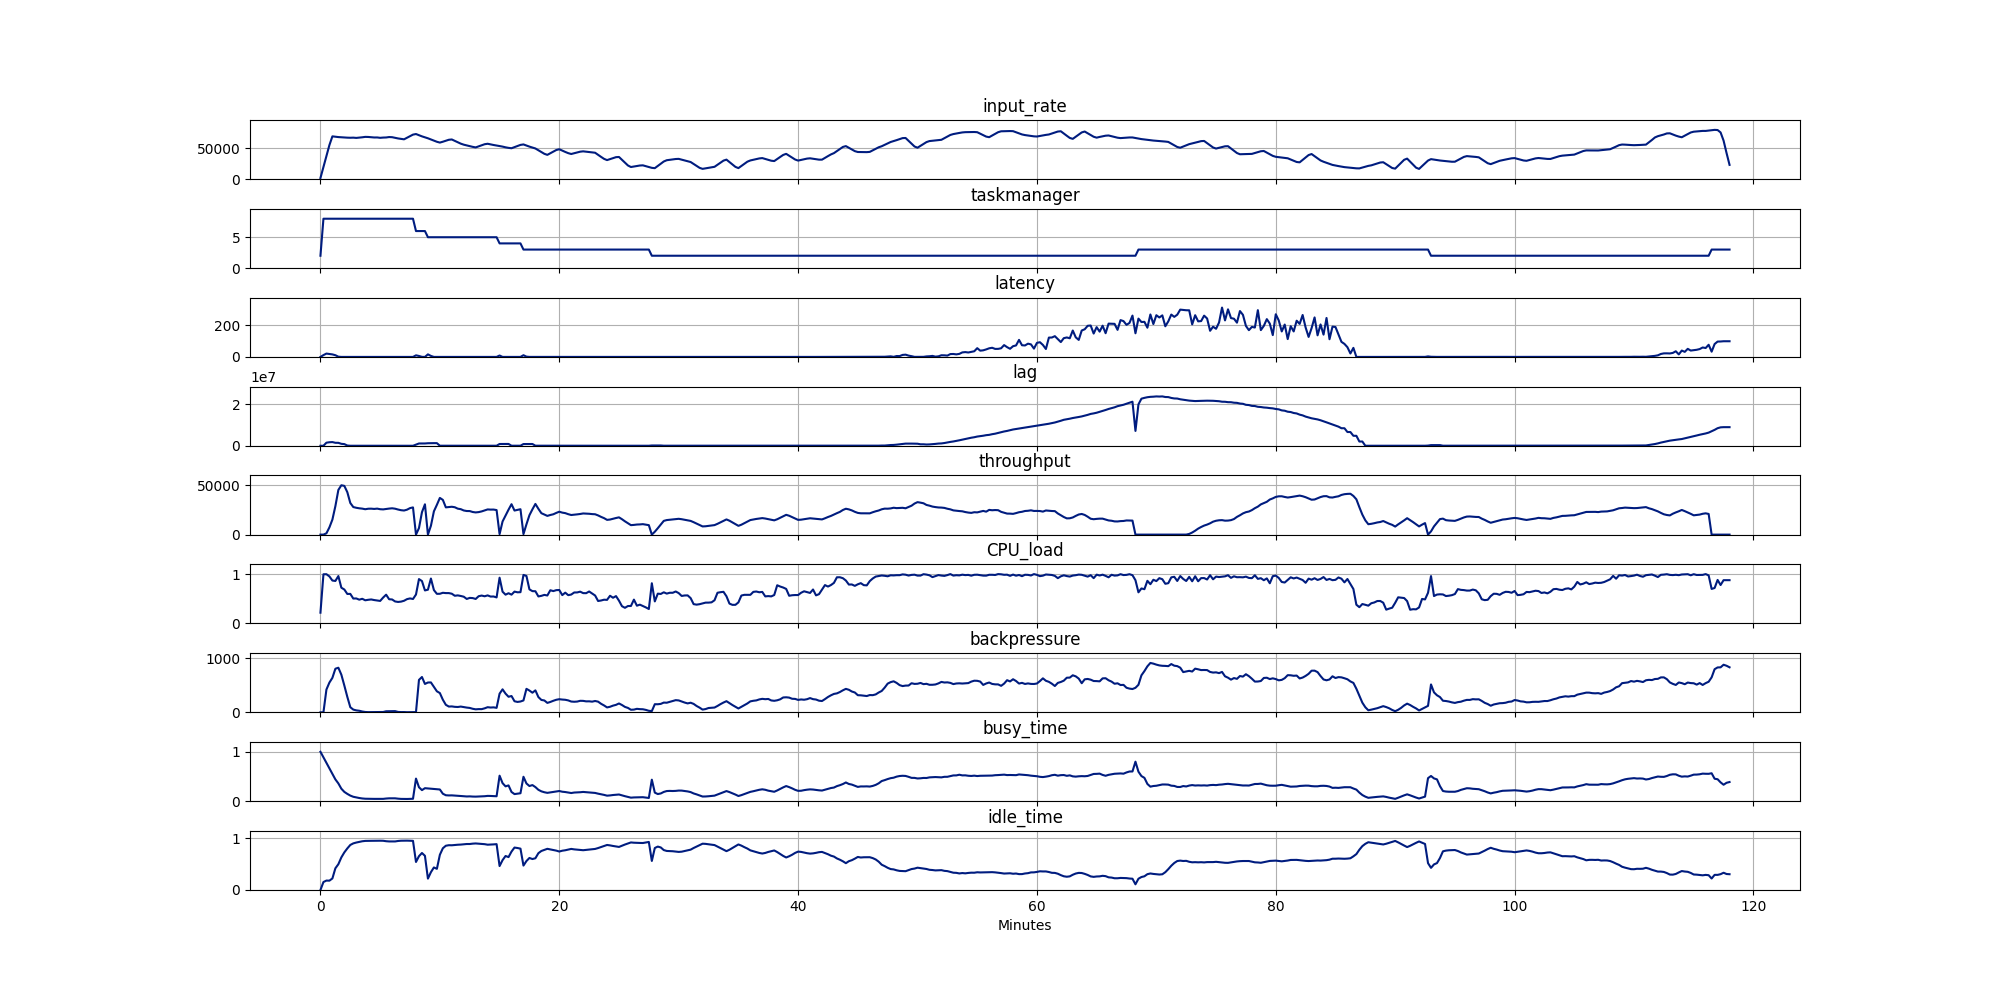 input_rate
50000
0
taskmanager
5
0
latency
200
0
1e7
lag
2
0
throughput
50000
0
CPU_load
1
0
backpressure
1000
0
busy_time
1
0
idle_time
1
0
0 20 40 60 80 100 120
Minutes